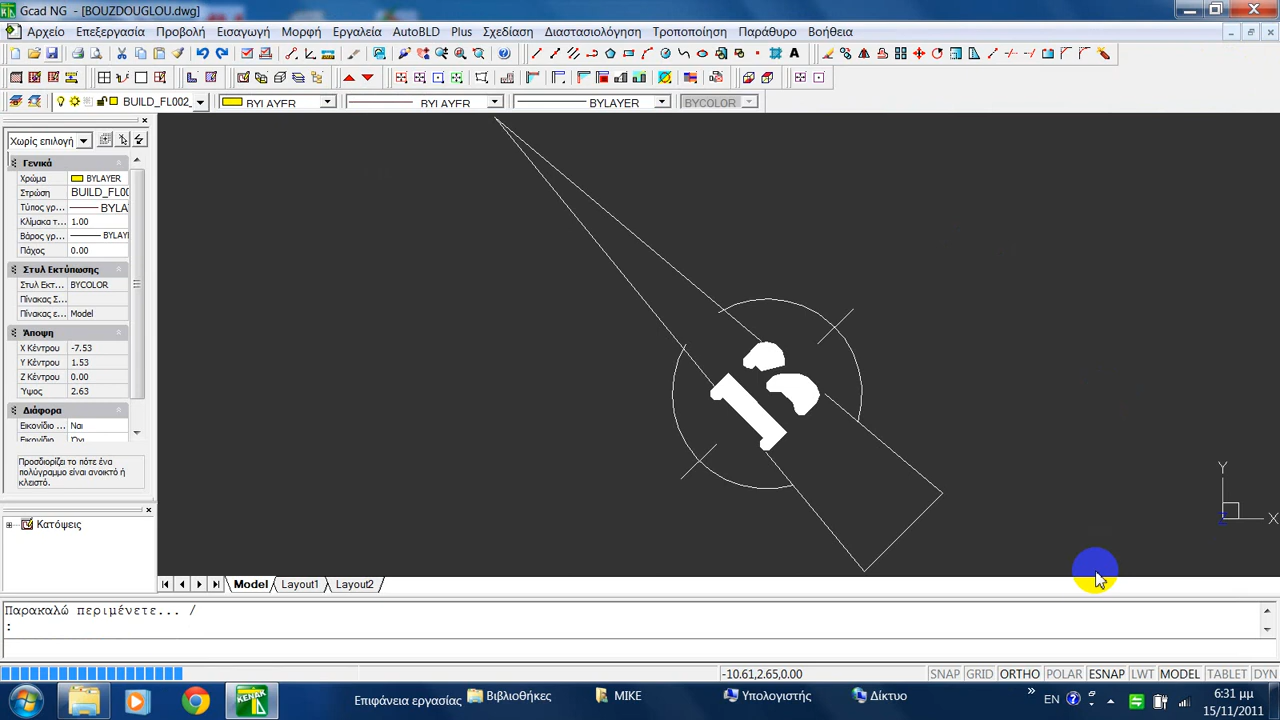 Gcad NG - [BOUZDOUGLOU.dwg]
Αρχείο Επεξεργασία Προβολή Εισαγωγή Μορφή Εργαλεία AutoBLD Plus Σχεδίαση Διαστασιολόγηση Τροποποίηση Παράθυρο Βοήθεια
BUILD_FL002_ BYLAYER BYLAYER BYLAYER BYCOLOR
Χωρίς επιλογή
Γενικά
Χρώμα BYLAYER
Στρώση BUILD_FL00
Τύπος γρ... BYLA
Κλίμακα τ... 1.00
Βάρος γρ... BYLAY
Πάχος 0.00
Στυλ Εκτύπωσης
Στυλ Εκτ... BYCOLOR
Πίνακας Σ...
Πίνακας ε... Model
Άποψη
X Κέντρου -7.53
Y Κέντρου 1.53
Z Κέντρου 0.00
Ύψος 2.63
Διάφορα
Εικονίδιο ... Ναι
Εικονίδιο ... Όχι
Προσδιορίζει το πότε ένα
πολύγραμμο είναι ανοικτό ή
κλειστό.
Κατόψεις
Y
X
Z
Model Layout1 Layout2
Παρακαλώ περιμένετε... /
:
-10.61,2.65,0.00 SNAP GRID ORTHO POLAR ESNAP LWT MODEL TABLET DYN
KENAK Επιφάνεια εργασίας Βιβλιοθήκες MIKE Υπολογιστής Δίκτυο » EN 6:31 μμ
15/11/2011